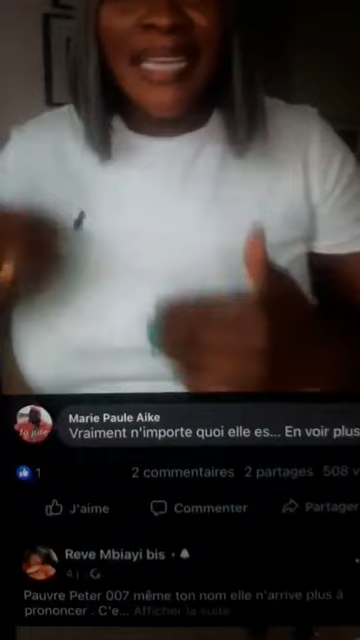 Marie Paule Aike
Vraiment n'importe quoi elle es... En voir plus
1
2 commentaires 2 partages 508 v
J'aime
Commenter
Partager
Reve Mbiayi bis
Pauvre Peter 007 même ton nom elle n'arrive plus à
prononcer . C'e... Afficher la suite